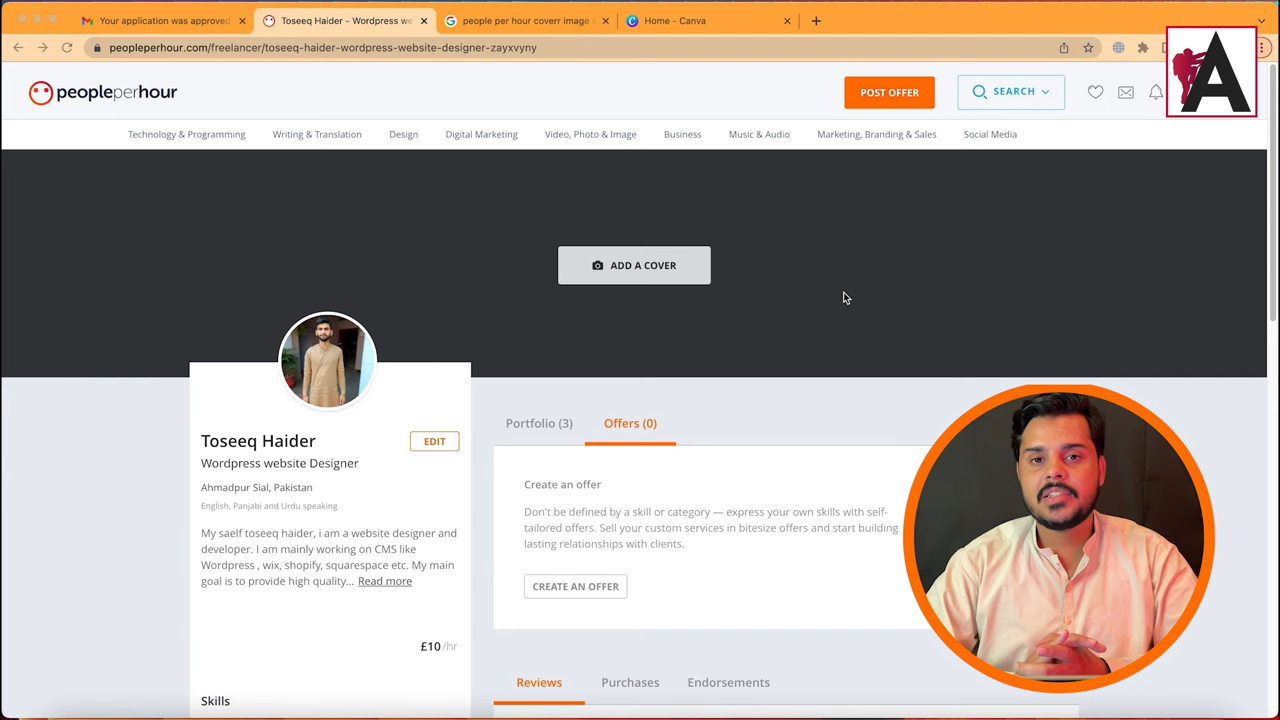 Your application was approved
Toseeq Haider - Wordpress we
people per hour coverr image s
Home - Canva
peopleperhour.com/freelancer/toseeq-haider-wordpress-website-designer-zayxvyny
peopleperhour
POST OFFER
SEARCH
A
Technology & Programming
Writing & Translation
Design
Digital Marketing
Video, Photo & Image
Business
Music & Audio
Marketing, Branding & Sales
Social Media
ADD A COVER
Toseeq Haider
EDIT
Wordpress website Designer
Ahmadpur Sial, Pakistan
English, Panjabi and Urdu speaking
My saelf toseeq haider, i am a website designer and
developer. I am mainly working on CMS like
Wordpress , wix, shopify, squarespace etc. My main
goal is to provide high quality... Read more
£10/hr
Skills
Portfolio (3)
Offers (0)
Create an offer
Don't be defined by a skill or category — express your own skills with self-
tailored offers. Sell your custom services in bitesize offers and start building
lasting relationships with clients.
CREATE AN OFFER
Reviews
Purchases
Endorsements